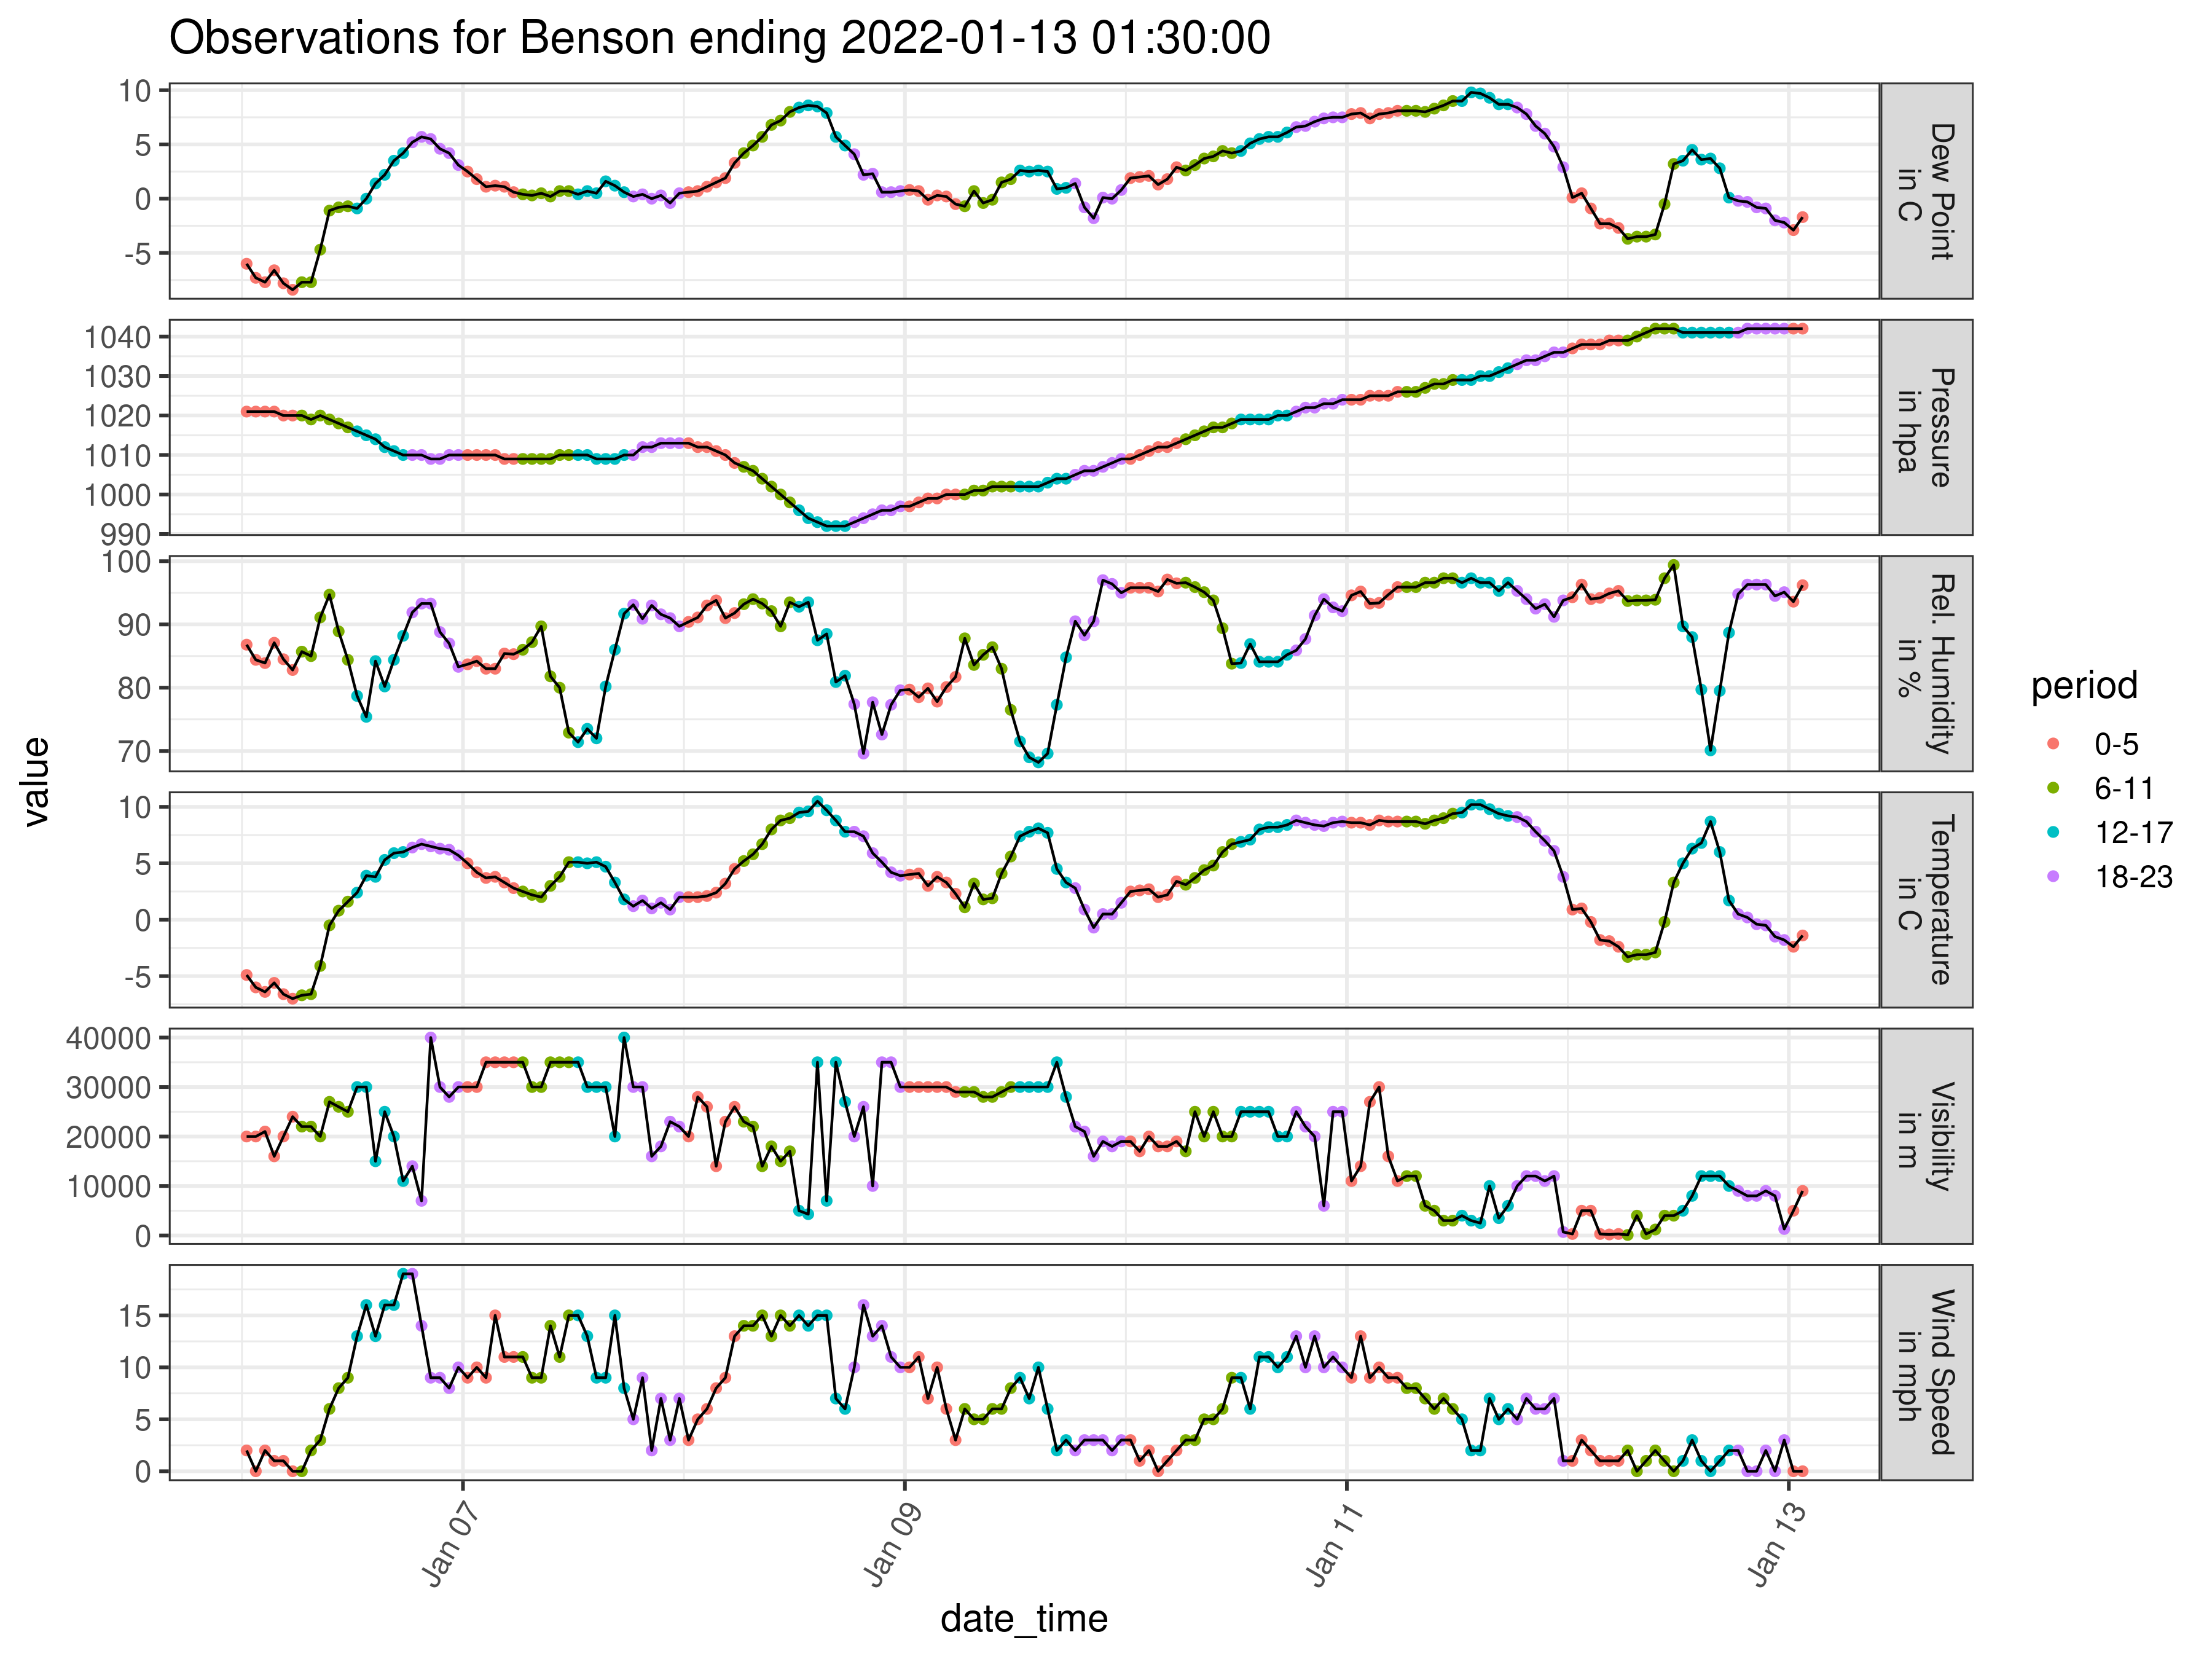 Observations for Benson ending 2022-01-13 01:30:00
value
10
5
0
-5
Dew Point
in C
1040
1030
1020
1010
1000
990
Pressure
in hpa
100
90
80
70
Rel. Humidity
in %
10
5
0
-5
Temperature
in C
40000
30000
20000
10000
0
Visibility
in m
15
10
5
0
Wind Speed
in mph
Jan 07
Jan 09
Jan 11
Jan 13
date_time
period
0-5
6-11
12-17
18-23